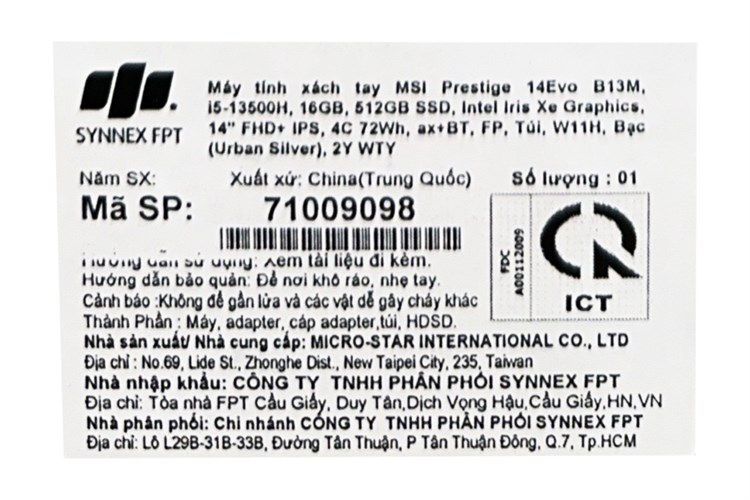 SYNNEX FPT
Máy tính xách tay MSI Prestige 14Evo B13M,
i5-13500H, 16GB, 512GB SSD, Intel Iris Xe Graphics,
14" FHD+ IPS, 4C 72Wh, ax+BT, FP, Túi, W11H, Bạc
(Urban Silver), 2Y WTY
Năm SX: Xuất xứ: China(Trung Quốc) Số lượng : 01
Mã SP: 71009098
FDC
A00112009
ICT
Hướng dẫn sử dụng: Xem tài liệu đi kèm.
Hướng dẫn bảo quản: Để nơi khô ráo, nhẹ tay.
Cảnh báo :Không để gần lửa và các vật dễ gây cháy khác
Thành Phần : Máy, adapter, cáp adapter,túi, HDSD.
Nhà sản xuất/ Nhà cung cấp: MICRO-STAR INTERNATIONAL CO., LTD
Địa chỉ : No.69, Lide St., Zhonghe Dist., New Taipei City, 235, Taiwan
Nhà nhập khẩu: CÔNG TY TNHH PHÂN PHỐI SYNNEX FPT
Địa chỉ: Tòa nhà FPT Cầu Giấy, Duy Tân,Dịch Vọng Hậu,Cầu Giấy,HN,VN
Nhà phân phối: Chi nhánh CÔNG TY TNHH PHÂN PHỐI SYNNEX FPT
Địa chỉ: Lô L29B-31B-33B, Đường Tân Thuận, P Tân Thuận Đông, Q.7, Tp.HCM